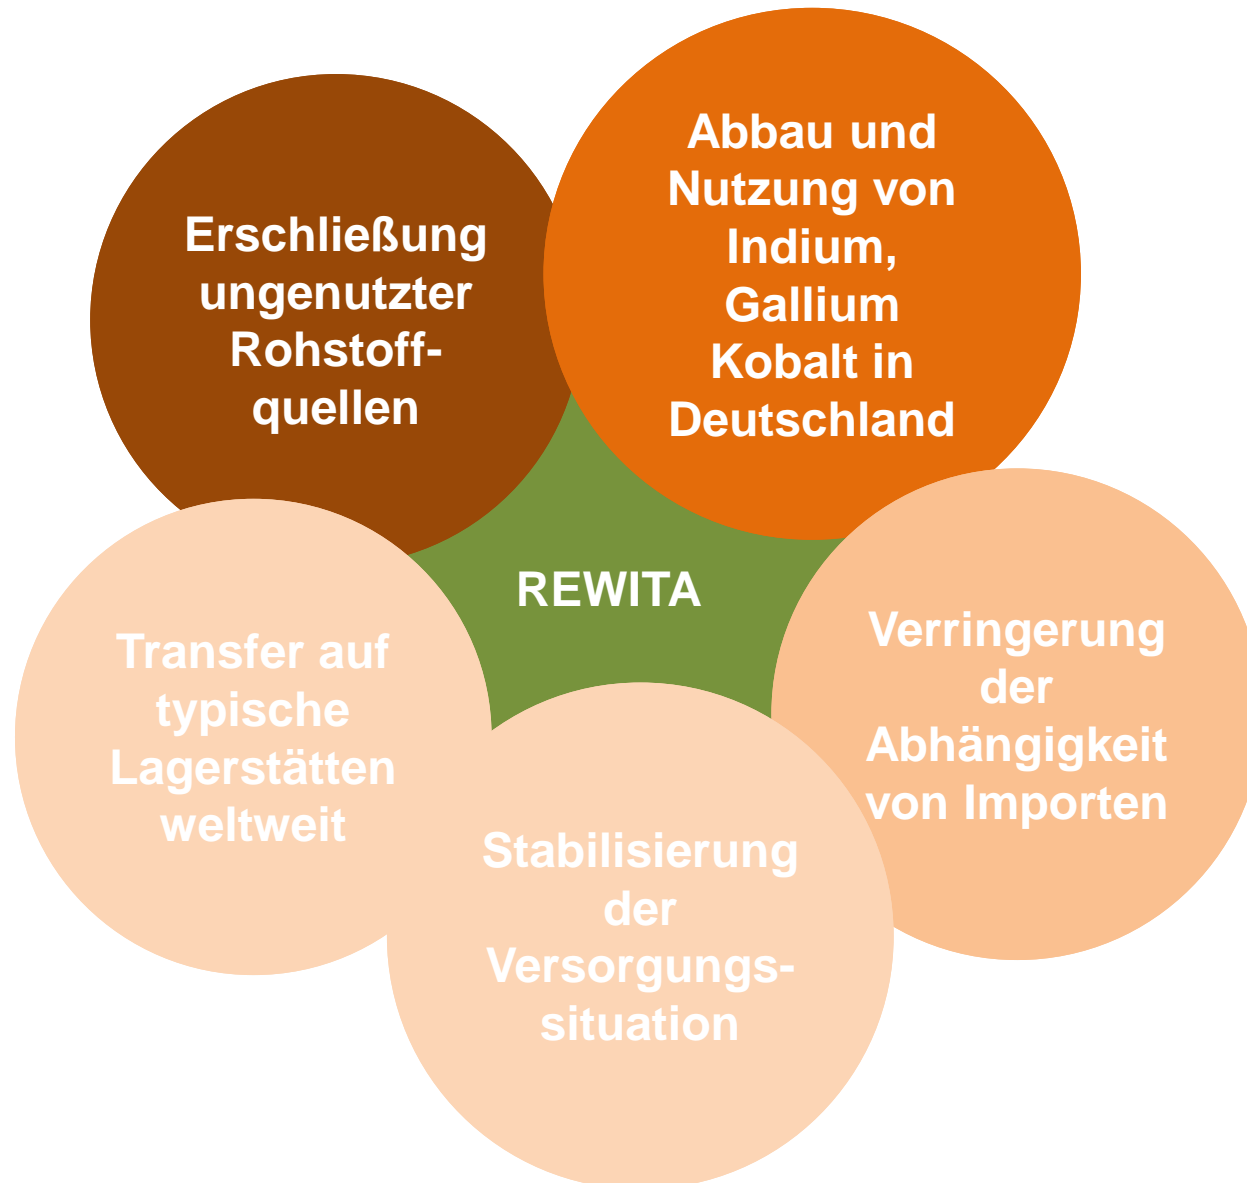 Erschließung
ungenutzter
Rohstoff-
quellen
Abbau und
Nutzung von
Indium,
Gallium
Kobalt in
Deutschland
REWITA
Transfer auf
typische
Lagerstätten
weltweit
Verringerung
der
Abhängigkeit
von Importen
Stabilisierung
der
Versorgungs-
situation